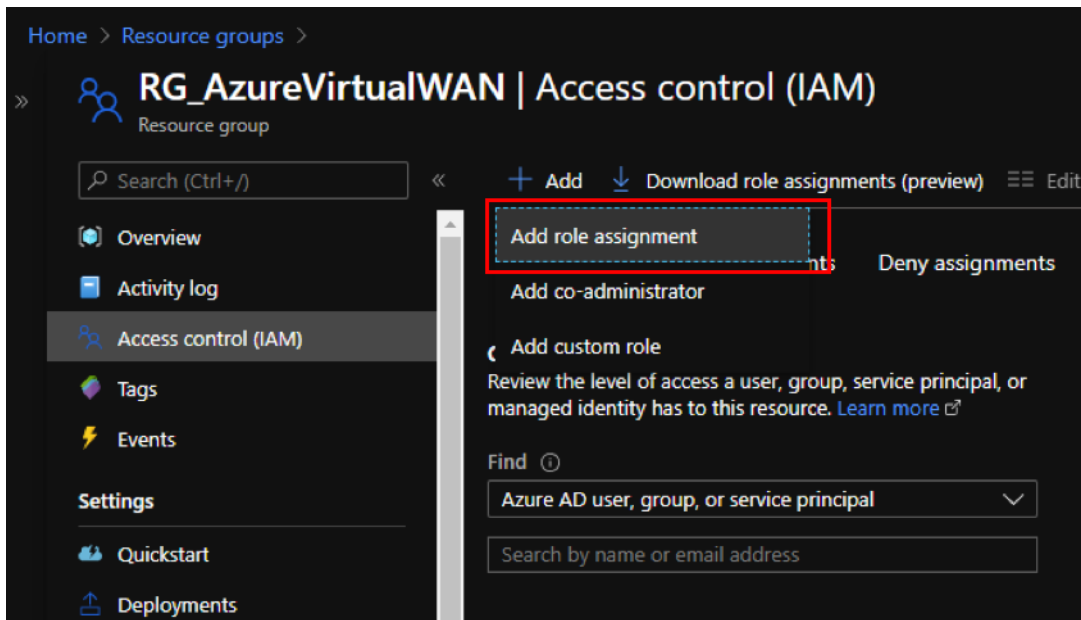 Home > Resource groups >
RG_AzureVirtualWAN | Access control (IAM)
Resource group
Search (Ctrl+/)
+ Add Download role assignments (preview) Edit
Add role assignment
nts Deny assignments
Add co-administrator
Add custom role
Review the level of access a user, group, service principal, or
managed identity has to this resource. Learn more
Find
Azure AD user, group, or service principal
Search by name or email address
Overview
Activity log
Access control (IAM)
Tags
Events
Settings
Quickstart
Deployments